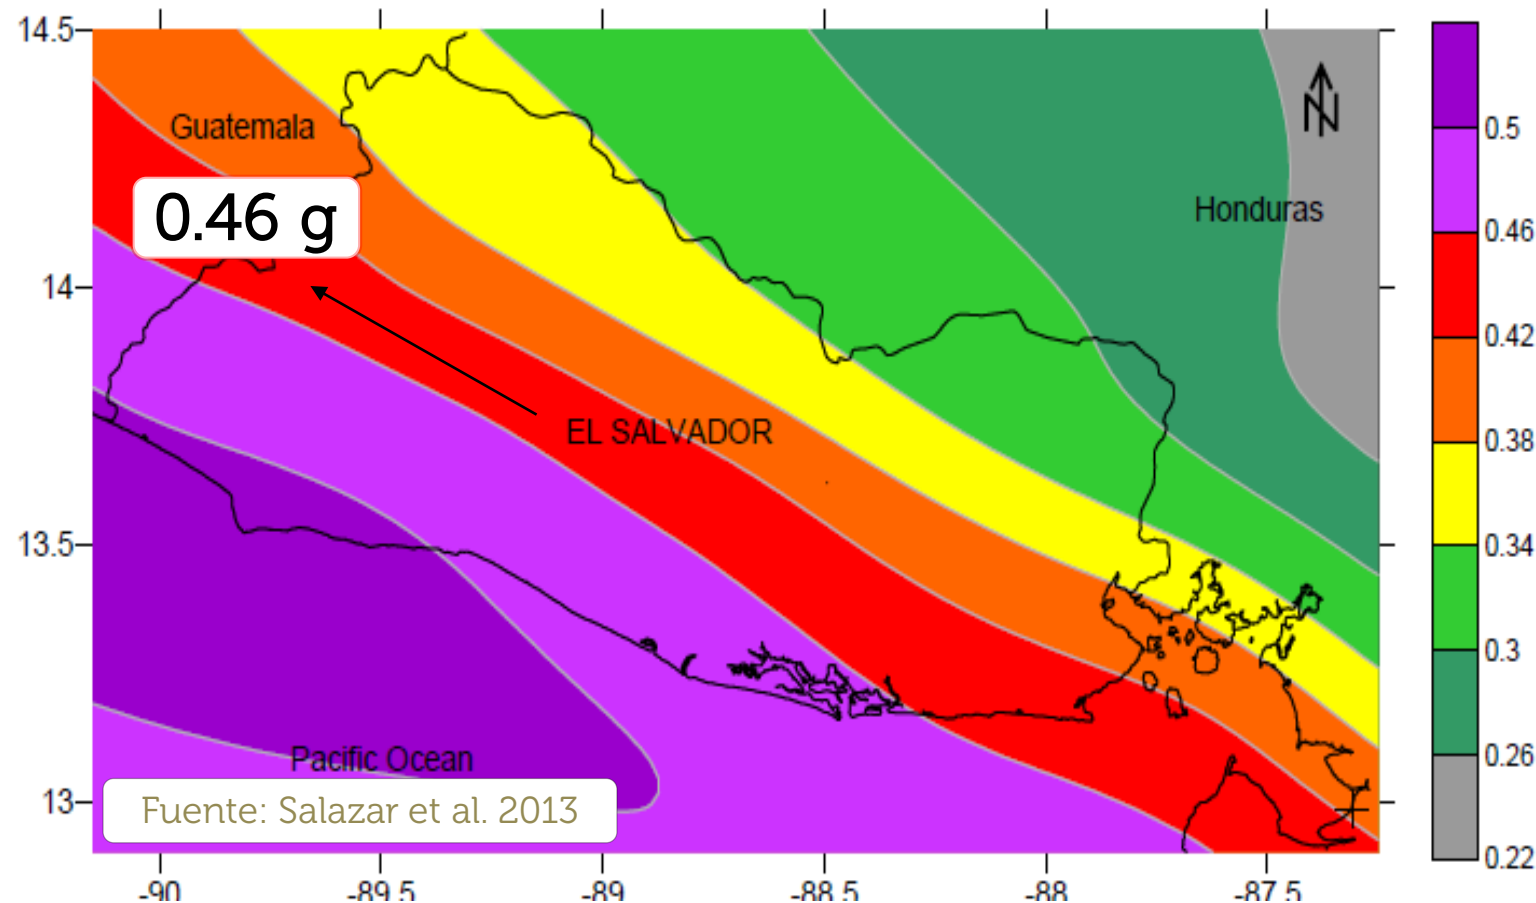 14.5
14
13.5
13
Guatemala
0.46 g
Honduras
N
EL SALVADOR
Pacific Ocean
Fuente: Salazar et al. 2013
-90
-89.5
-89
-88.5
-88
-87.5
0.5
0.46
0.42
0.38
0.34
0.3
0.26
0.22